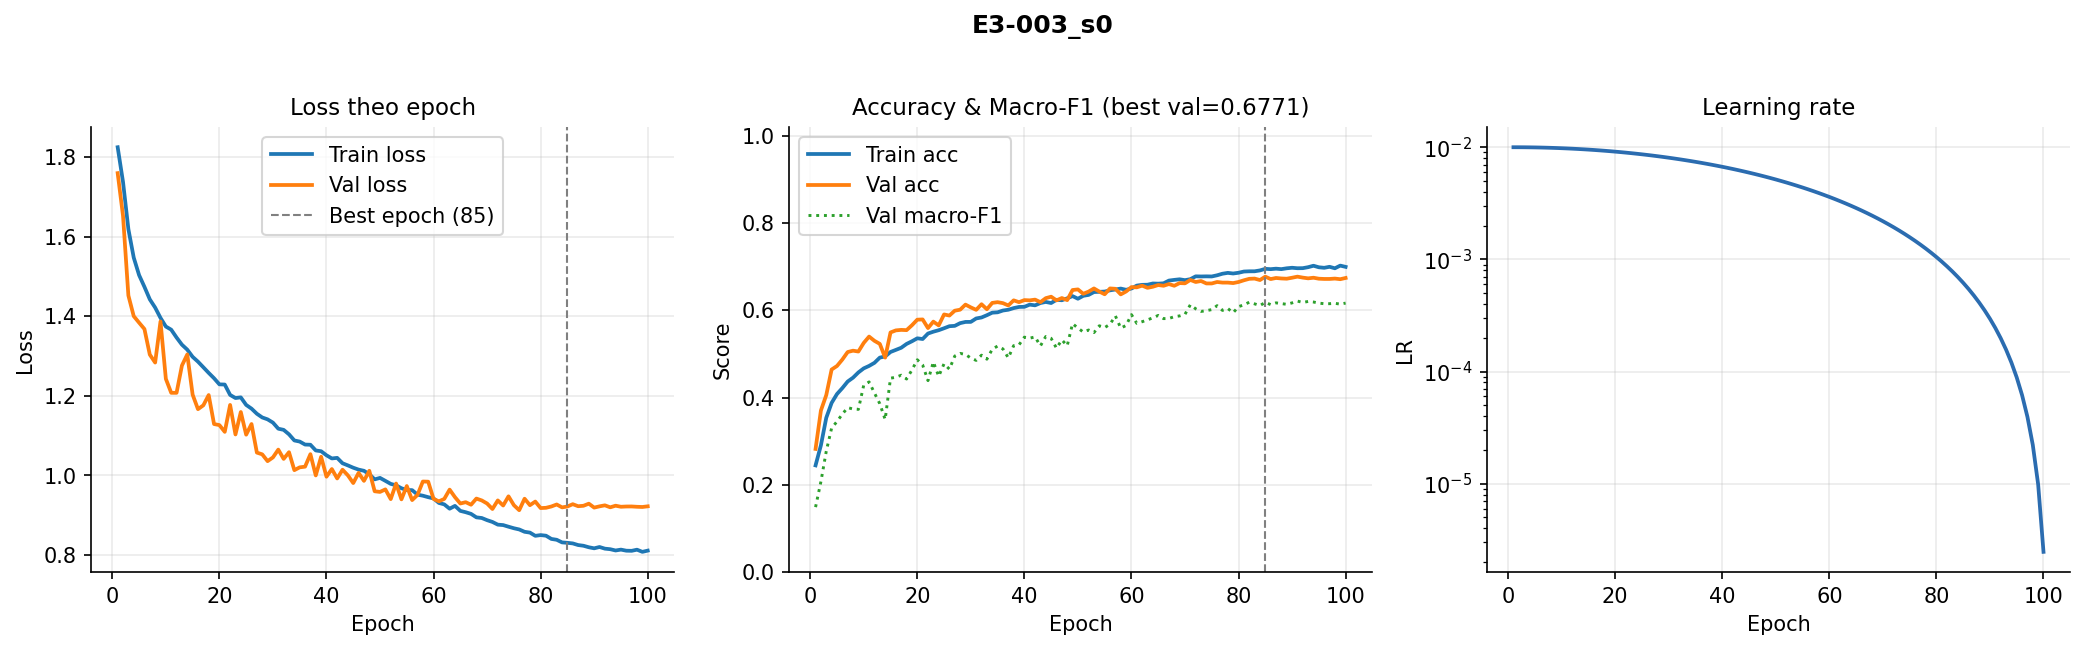 E3-003_s0
Loss theo epoch
1.8
1.6
1.4
1.2
1.0
0.8
Loss
0 20 40 60 80 100
Epoch
Train loss
Val loss
Best epoch (85)
Accuracy & Macro-F1 (best val=0.6771)
1.0
0.8
0.6
0.4
0.2
0.0
Score
0 20 40 60 80 100
Epoch
Train acc
Val acc
Val macro-F1
Learning rate
10⁻²
10⁻³
10⁻⁴
10⁻⁵
LR
0 20 40 60 80 100
Epoch